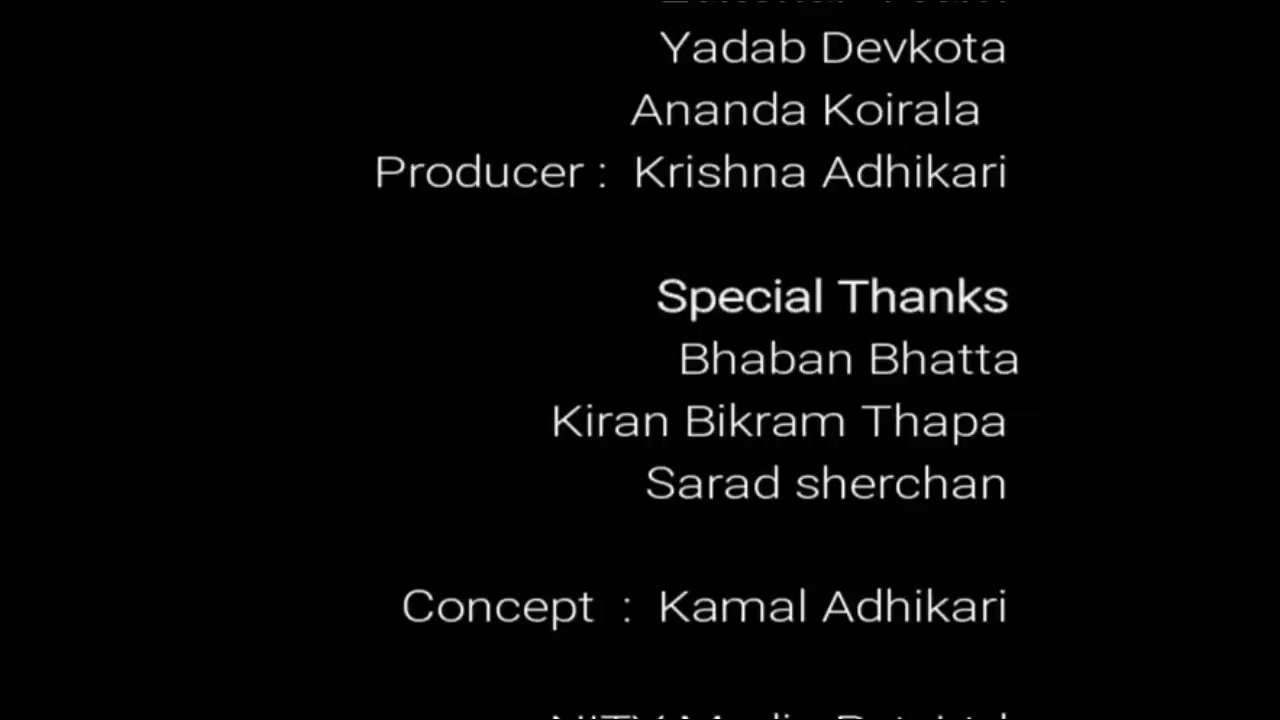 Yadab Devkota
Ananda Koirala
Producer : Krishna Adhikari
Special Thanks
Bhaban Bhatta
Kiran Bikram Thapa
Sarad sherchan
Concept : Kamal Adhikari